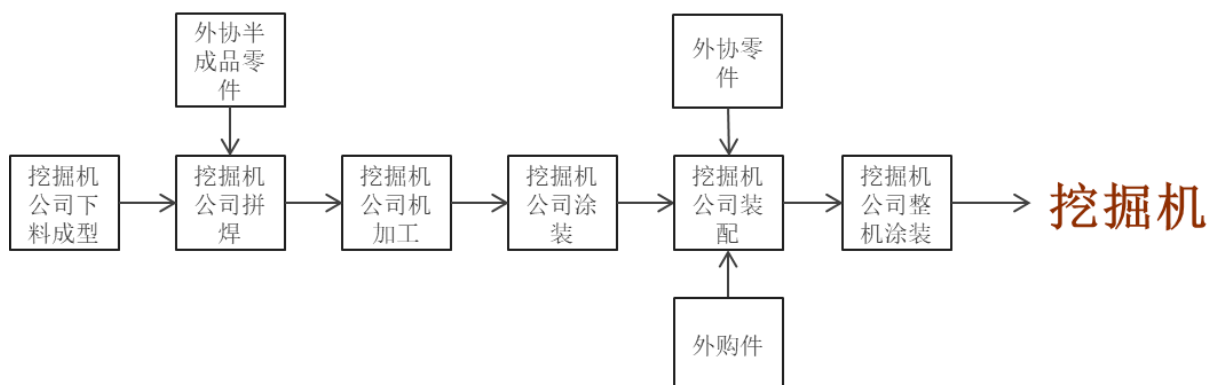 外协半
成品零
件
外协零
件
挖掘机
公司下
料成型
挖掘机
公司拼
焊
挖掘机
公司机
加工
挖掘机
公司涂
装
挖掘机
公司装
配
挖掘机
公司整
机涂装
挖掘机
外购件